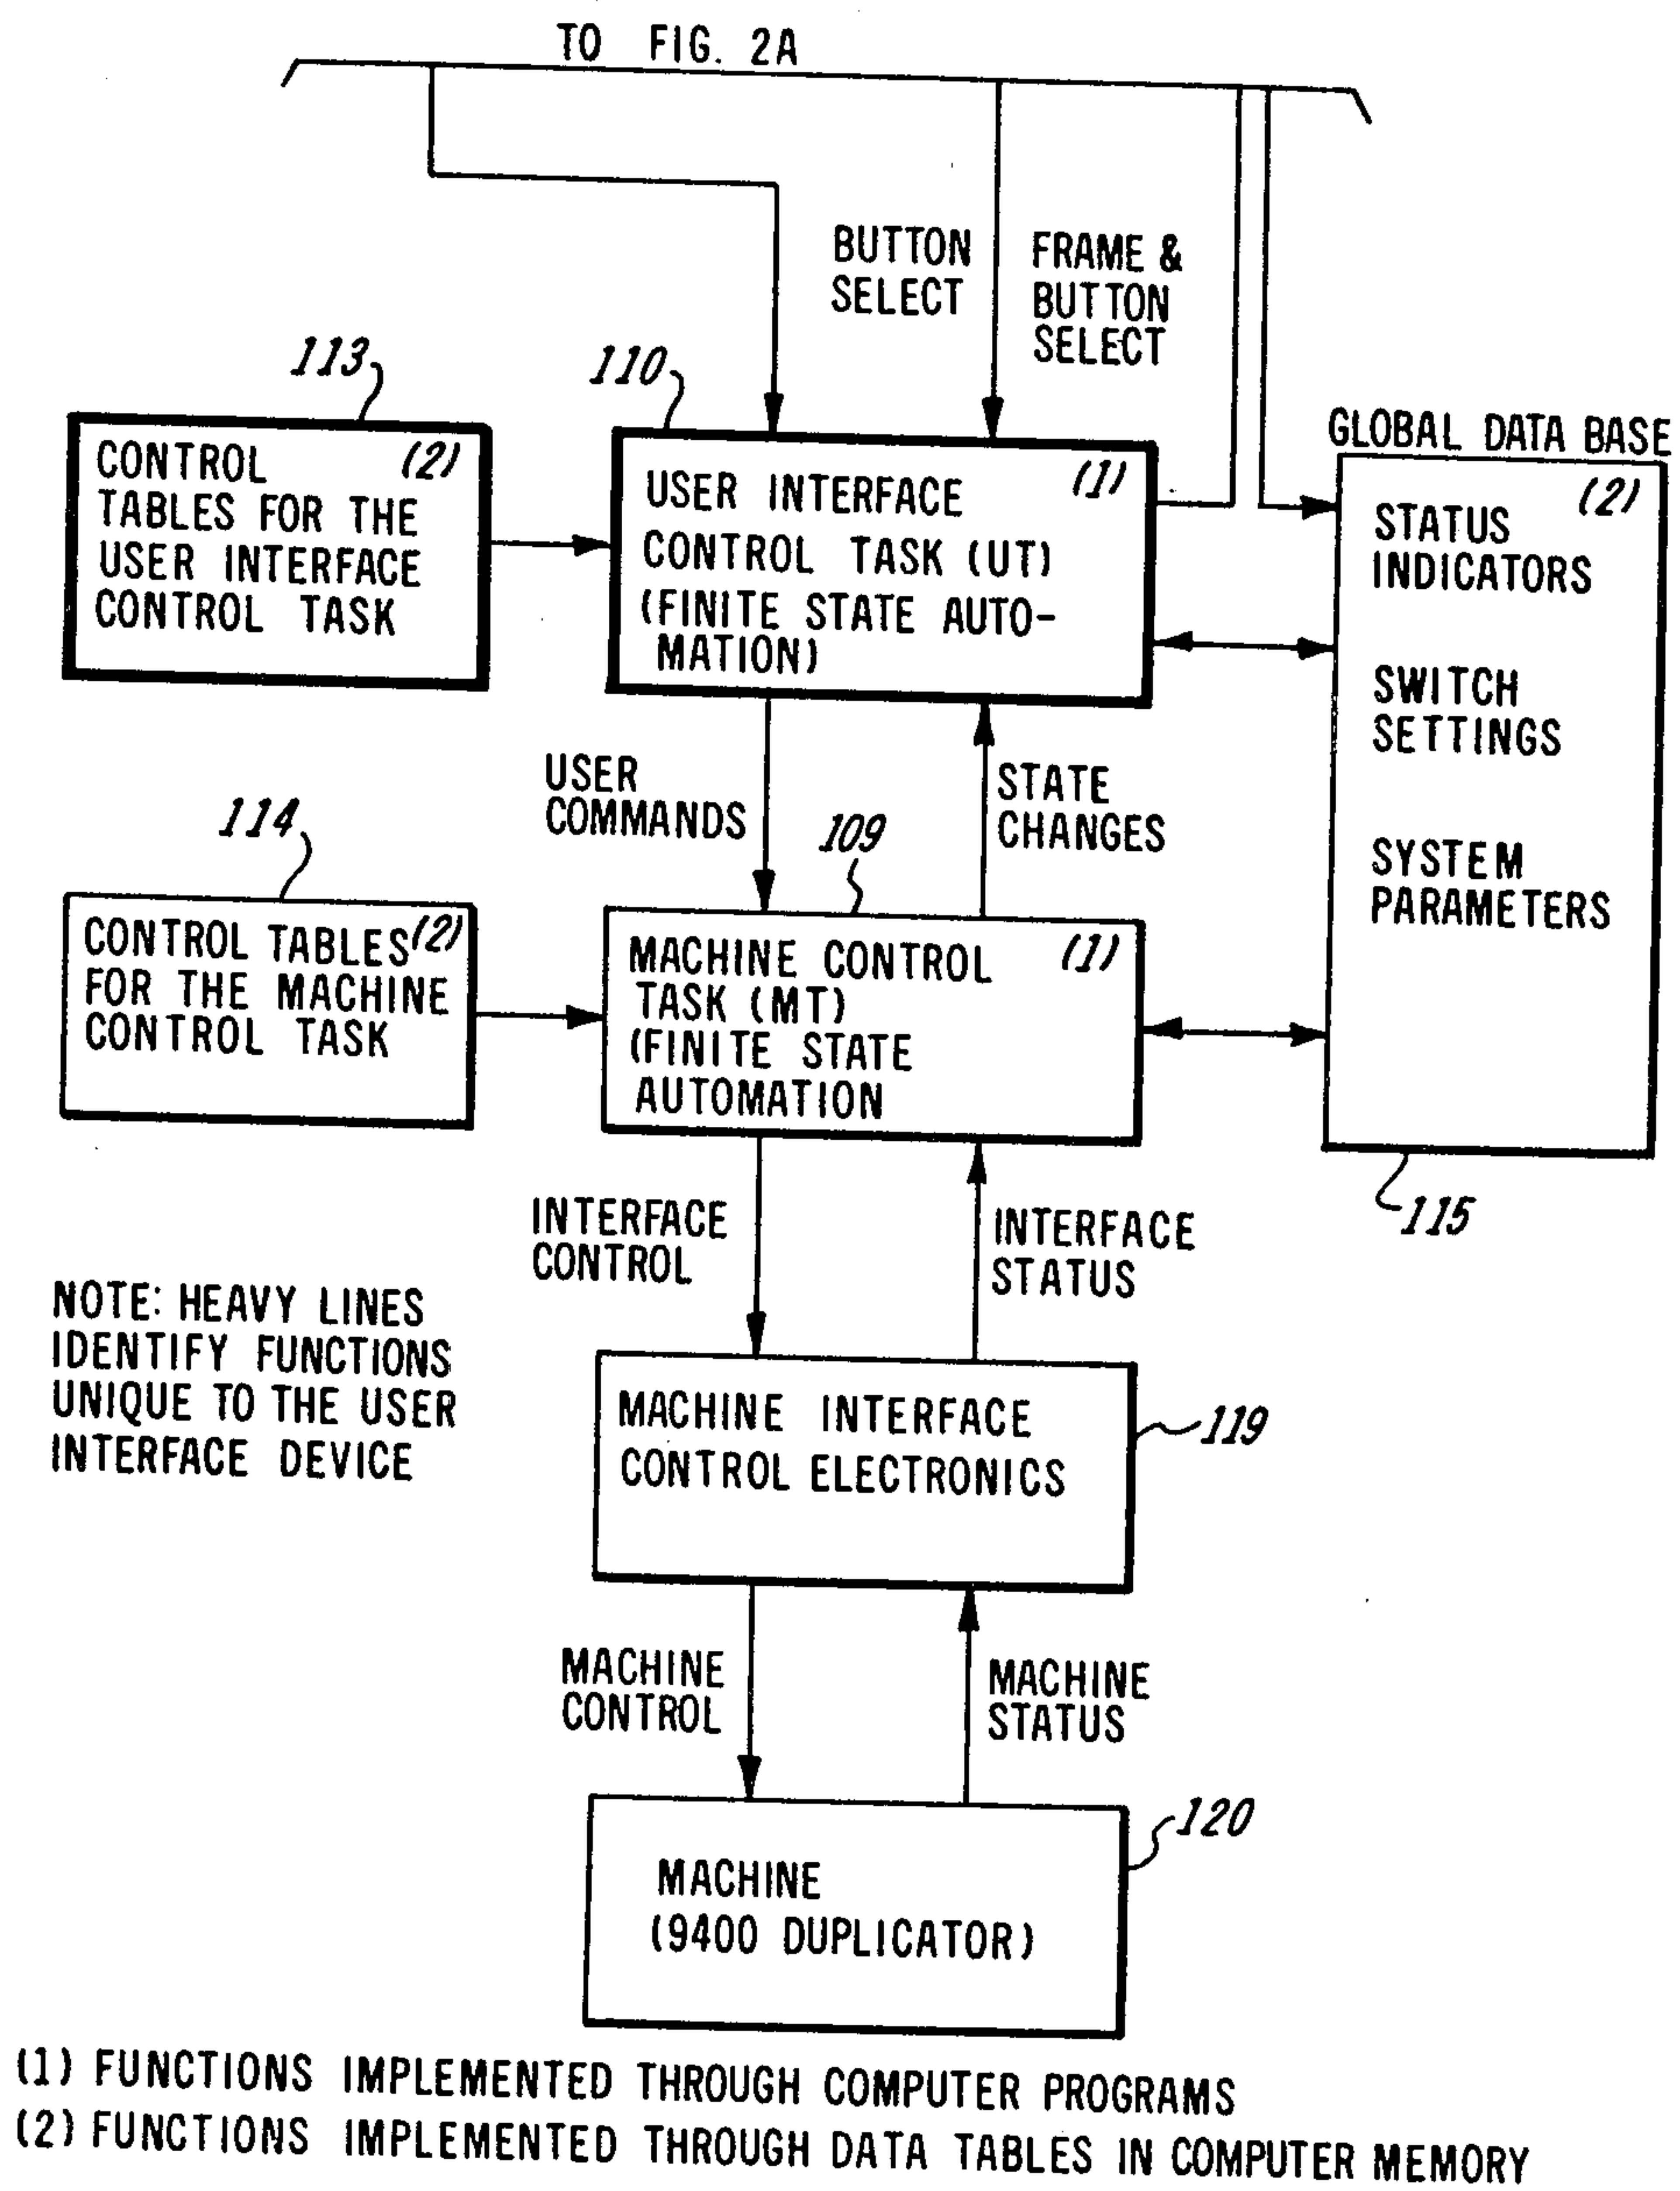 TO FIG. 2A
BUTTON
SELECT
FRAME &
BUTTON
SELECT
113
110
CONTROL (2)
TABLES FOR THE
USER INTERFACE
CONTROL TASK
USER INTERFACE (1)
CONTROL TASK (UT)
(FINITE STATE AUTO-
MATION)
GLOBAL DATA BASE
(2)
STATUS
INDICATORS
SWITCH
SETTINGS
SYSTEM
PARAMETERS
115
USER
COMMANDS
STATE
CHANGES
114
109
CONTROL TABLES (2)
FOR THE MACHINE
CONTROL TASK
MACHINE CONTROL (1)
TASK (MT)
(FINITE STATE
AUTOMATION
INTERFACE
CONTROL
INTERFACE
STATUS
NOTE: HEAVY LINES
IDENTIFY FUNCTIONS
UNIQUE TO THE USER
INTERFACE DEVICE
MACHINE INTERFACE
CONTROL ELECTRONICS
119
MACHINE
CONTROL
MACHINE
STATUS
120
MACHINE
(9400 DUPLICATOR)
(1) FUNCTIONS IMPLEMENTED THROUGH COMPUTER PROGRAMS
(2) FUNCTIONS IMPLEMENTED THROUGH DATA TABLES IN COMPUTER MEMORY